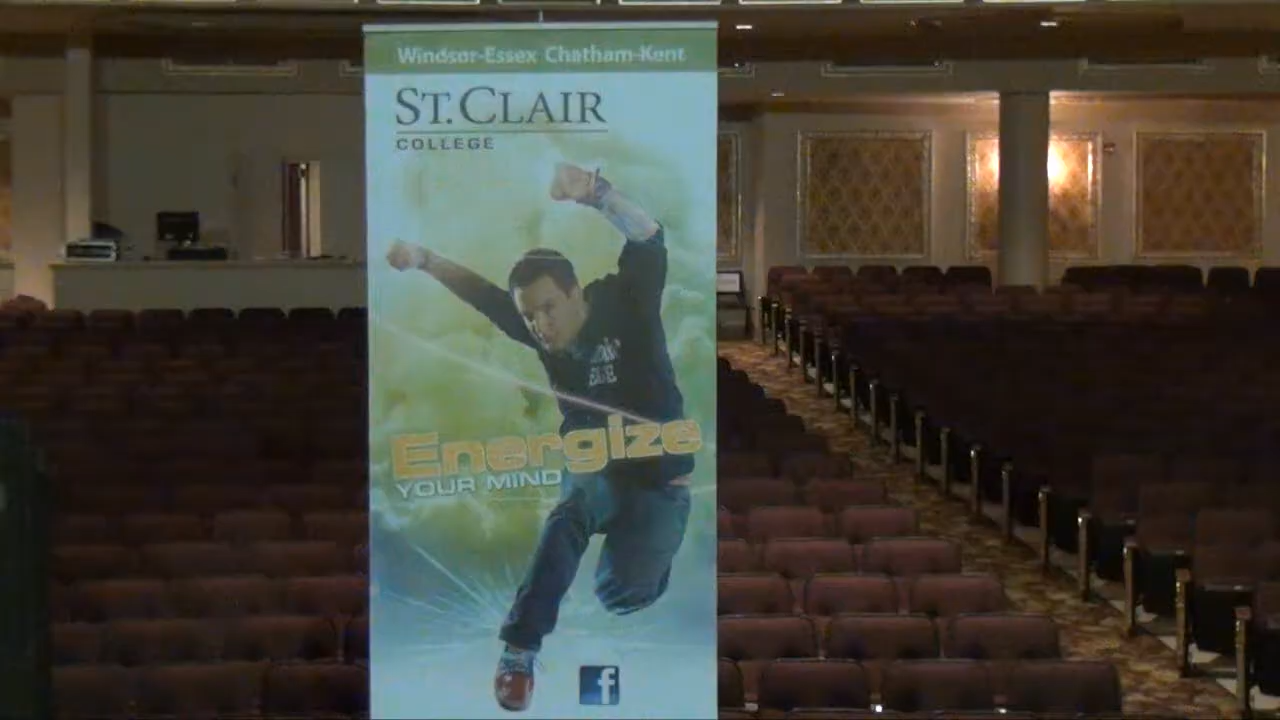 Windsor-Essex Chatham-Kent
ST. CLAIR
COLLEGE
Energize
YOUR MIND
f